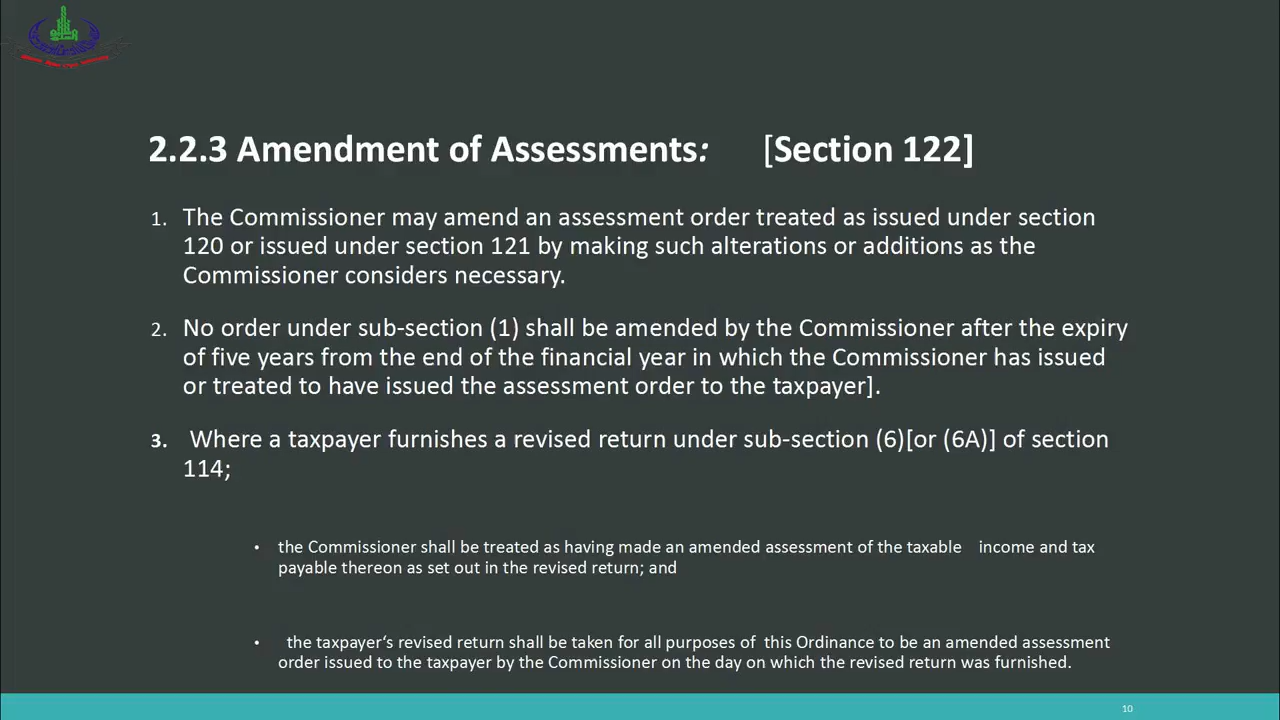 2.2.3 Amendment of Assessments: [Section 122]
1. The Commissioner may amend an assessment order treated as issued under section
120 or issued under section 121 by making such alterations or additions as the
Commissioner considers necessary.
2. No order under sub-section (1) shall be amended by the Commissioner after the expiry
of five years from the end of the financial year in which the Commissioner has issued
or treated to have issued the assessment order to the taxpayer].
3. Where a taxpayer furnishes a revised return under sub-section (6)[or (6A)] of section
114;
• the Commissioner shall be treated as having made an amended assessment of the taxable income and tax
payable thereon as set out in the revised return; and
• the taxpayer‘s revised return shall be taken for all purposes of this Ordinance to be an amended assessment
order issued to the taxpayer by the Commissioner on the day on which the revised return was furnished.
10